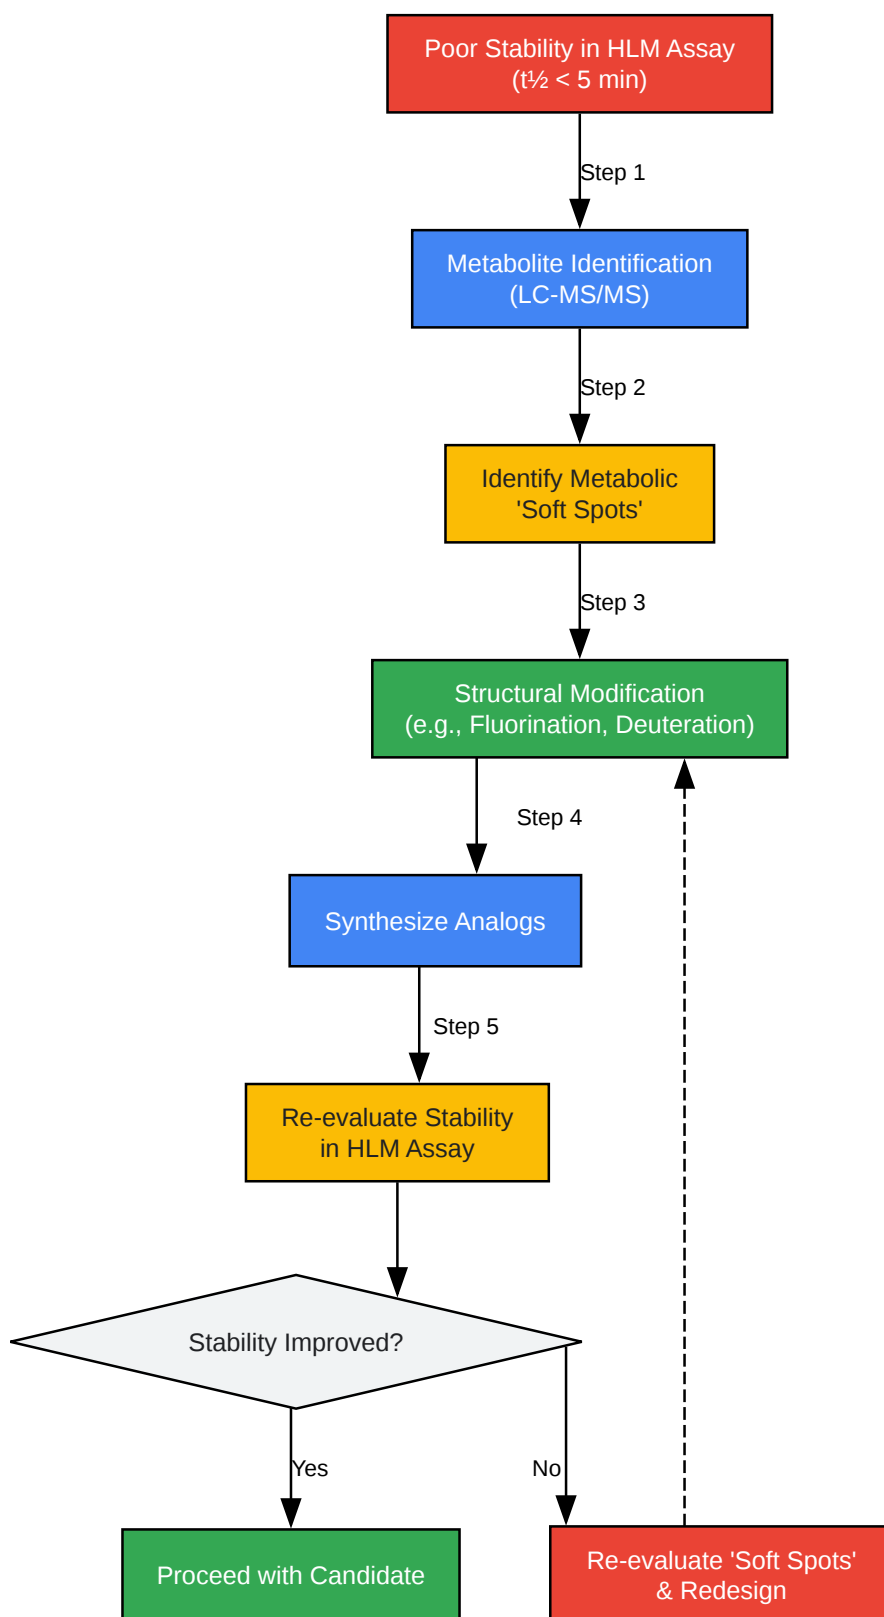 Poor Stability in HLM Assay
(t½ < 5 min)
Step 1
Metabolite Identification
(LC-MS/MS)
Step 2
Identify Metabolic
'Soft Spots'
Step 3
Structural Modification
(e.g., Fluorination, Deuteration)
Step 4
Synthesize Analogs
Step 5
Re-evaluate Stability
in HLM Assay
Stability Improved?
Yes
No
Proceed with Candidate
Re-evaluate 'Soft Spots'
& Redesign